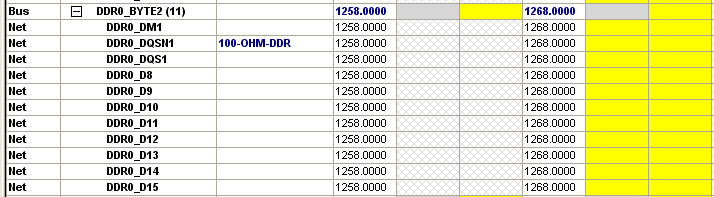 Bus DDR0_BYTE2 (11) 1258.0000 1268.0000
Net DDR0_DM1 1258.0000 1268.0000
Net DDR0_DQSN1 100-OHM-DDR 1258.0000 1268.0000
Net DDR0_DQS1 1258.0000 1268.0000
Net DDR0_D8 1258.0000 1268.0000
Net DDR0_D9 1258.0000 1268.0000
Net DDR0_D10 1258.0000 1268.0000
Net DDR0_D11 1258.0000 1268.0000
Net DDR0_D12 1258.0000 1268.0000
Net DDR0_D13 1258.0000 1268.0000
Net DDR0_D14 1258.0000 1268.0000
Net DDR0_D15 1258.0000 1268.0000